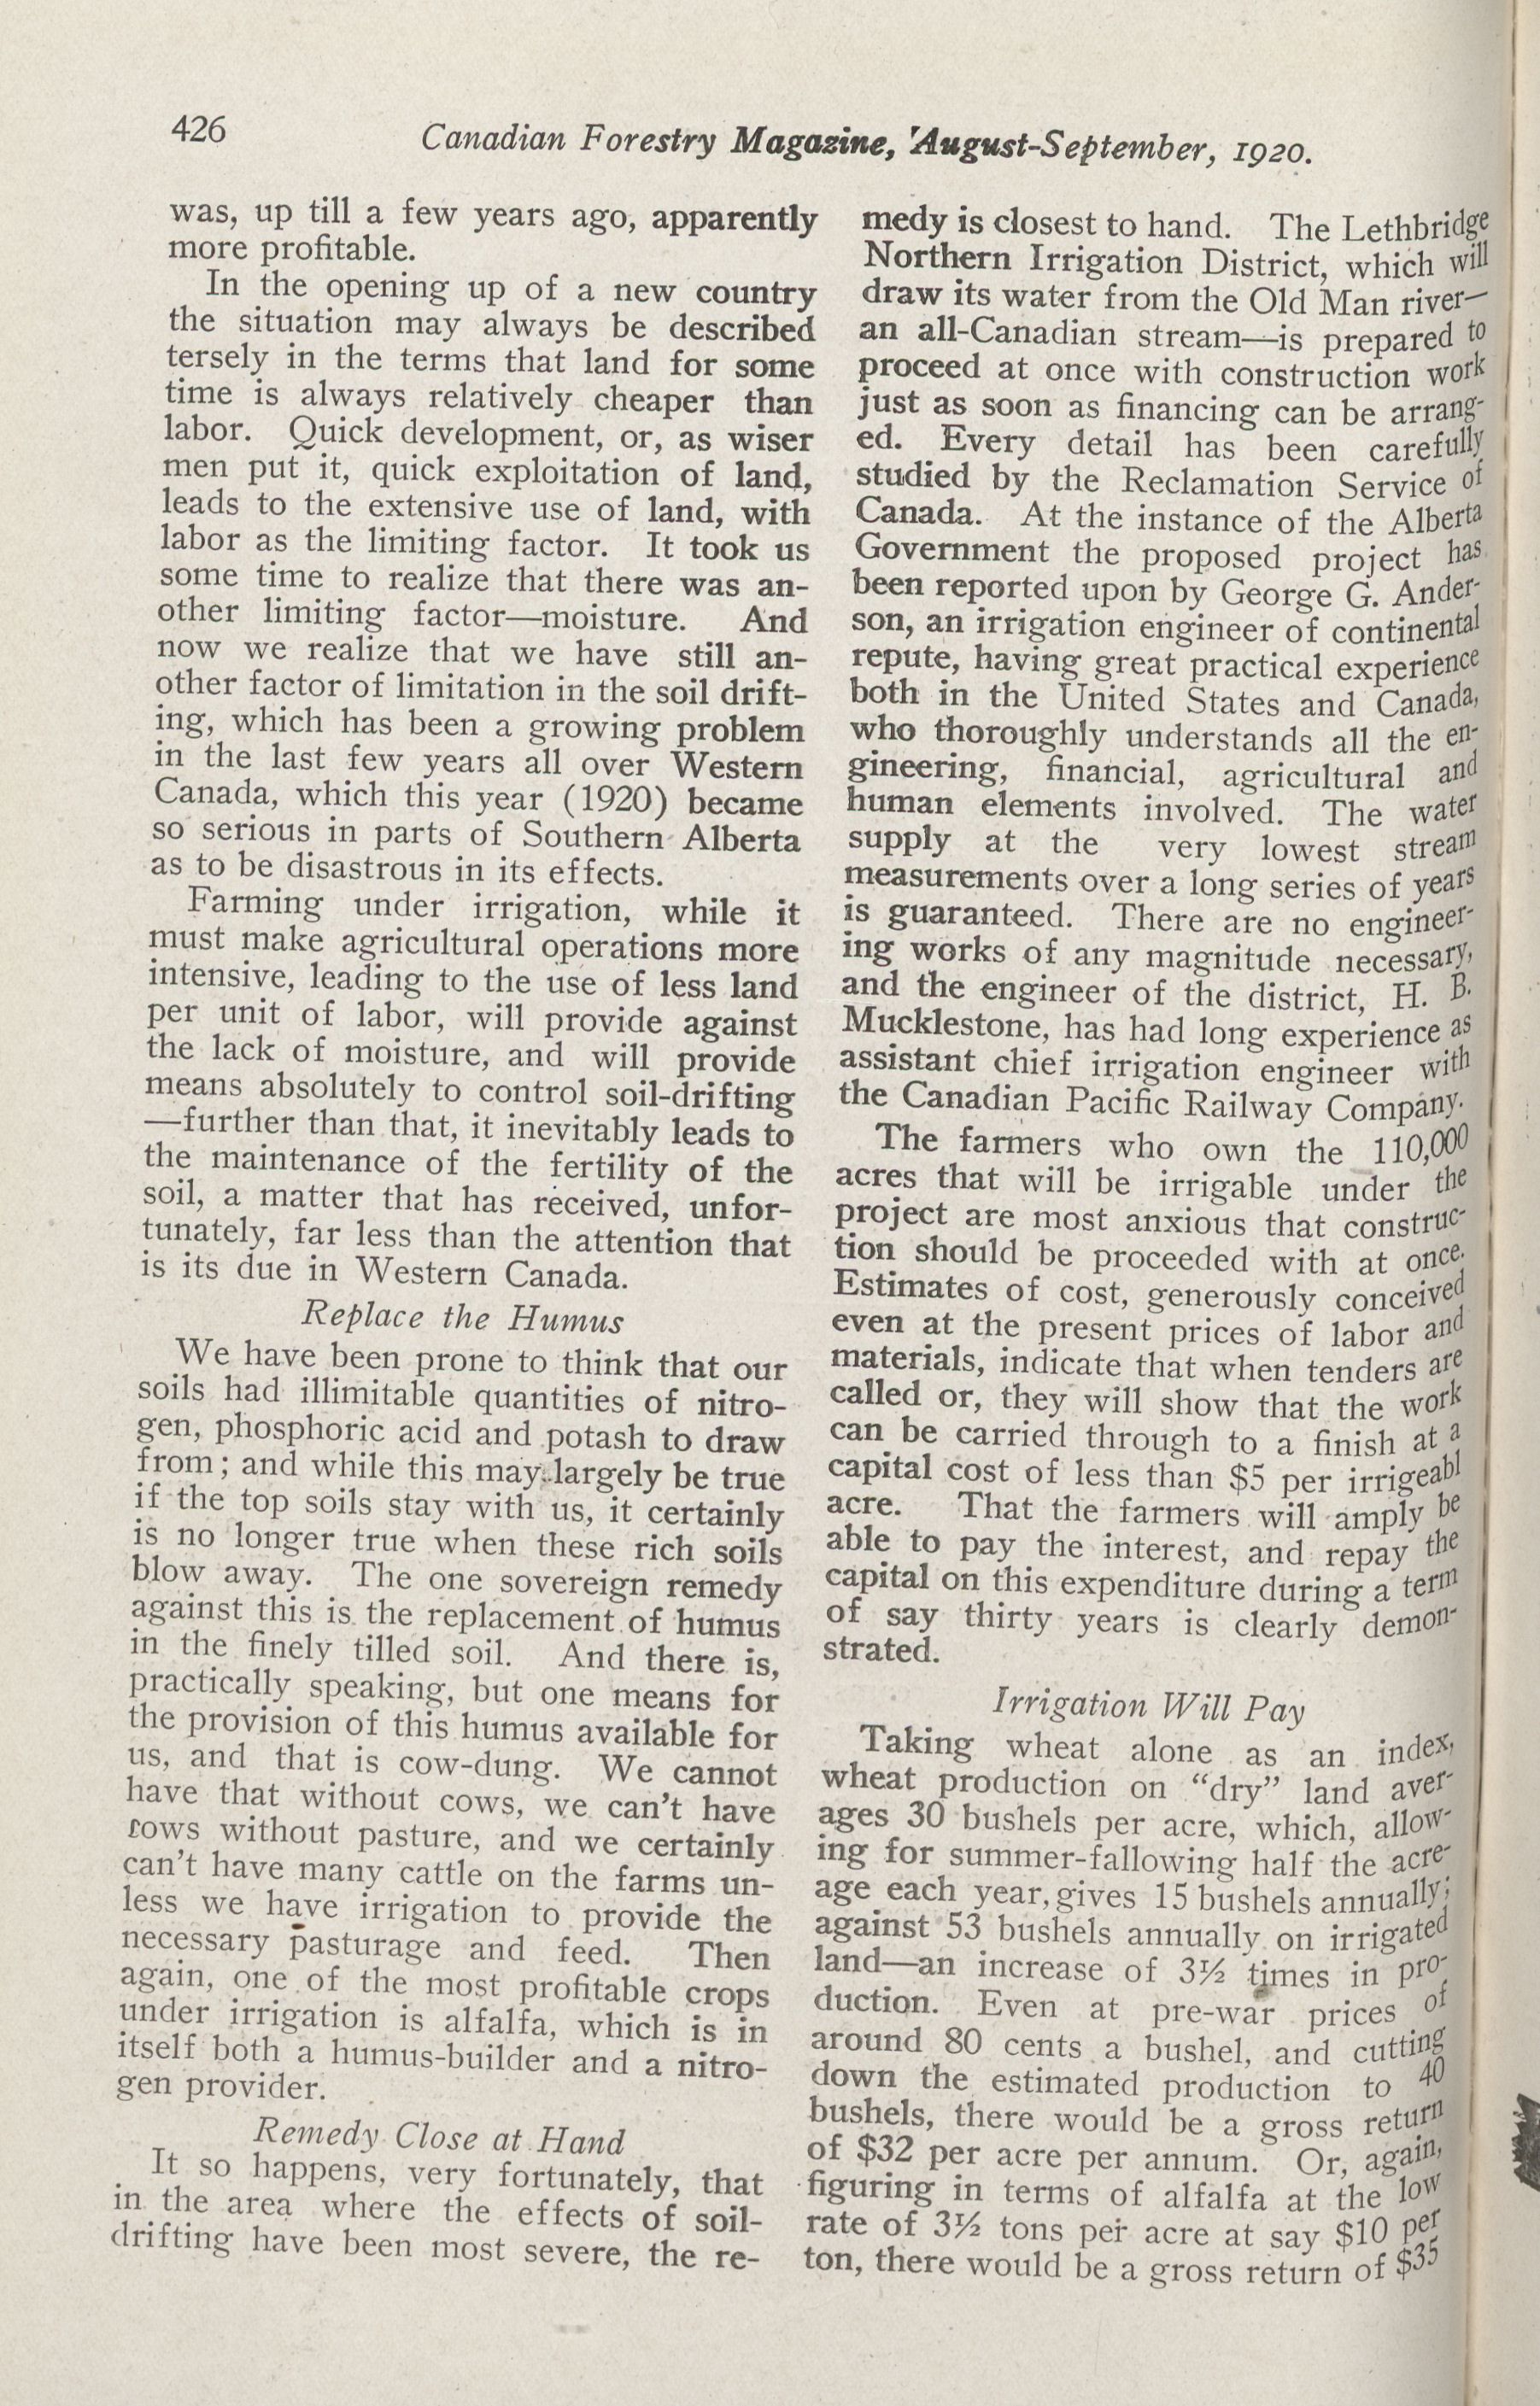 426
Canadian Forestry Magazine, 'August-September, 1920.
was, up till a few years ago, apparently
more profitable.
In the opening up of a new country
the situation may always be described
tersely in the terms that land for some
time is always relatively cheaper than
labor. Quick development, or, as wiser
men put it, quick exploitation of land,
leads to the extensive use of land, with
labor as the limiting factor. It took us
some time to realize that there was an-
other limiting factor—moisture. And
now we realize that we have still an-
other factor of limitation in the soil drift-
ing, which has been a growing problem
in the last few years all over Western
Canada, which this year (1920) became
so serious in parts of Southern Alberta
as to be disastrous in its effects.
Farming under irrigation, while it
must make agricultural operations more
intensive, leading to the use of less land
per unit of labor, will provide against
the lack of moisture, and will provide
means absolutely to control soil-drifting
—further than that, it inevitably leads to
the maintenance of the fertility of the
soil, a matter that has received, unfor-
tunately, far less than the attention that
is its due in Western Canada.
Replace the Humus
We have been prone to think that our
soils had illimitable quantities of nitro-
gen, phosphoric acid and potash to draw
from; and while this may largely be true
if the top soils stay with us, it certainly
is no longer true when these rich soils
blow away. The one sovereign remedy
against this is the replacement of humus
in the finely tilled soil. And there is,
practically speaking, but one means for
the provision of this humus available for
us, and that is cow-dung. We cannot
have that without cows, we can't have
cows without pasture, and we certainly
can't have many cattle on the farms un-
less we have irrigation to provide the
necessary pasturage and feed. Then
again, one of the most profitable crops
under irrigation is alfalfa, which is in
itself both a humus-builder and a nitro-
gen provider.
Remedy Close at Hand
It so happens, very fortunately, that
in the area where the effects of soil-
drifting have been most severe, the re-
medy is closest to hand. The Lethbridge
Northern Irrigation District, which will
draw its water from the Old Man river—
an all-Canadian stream—is prepared to
proceed at once with construction work
just as soon as financing can be arrang-
ed. Every detail has been carefully
studied by the Reclamation Service of
Canada. At the instance of the Alberta
Government the proposed project has
been reported upon by George G. Ander-
son, an irrigation engineer of continental
repute, having great practical experience
both in the United States and Canada,
who thoroughly understands all the en-
gineering, financial, agricultural and
human elements involved. The water
supply at the very lowest stream
measurements over a long series of years
is guaranteed. There are no engineer-
ing works of any magnitude necessary,
and the engineer of the district, H. B.
Mucklestone, has had long experience as
assistant chief irrigation engineer with
the Canadian Pacific Railway Company.
The farmers who own the 110,000
acres that will be irrigable under the
project are most anxious that construc-
tion should be proceeded with at once.
Estimates of cost, generously conceived
even at the present prices of labor and
materials, indicate that when tenders are
called or, they will show that the work
can be carried through to a finish at a
capital cost of less than $5 per irrigeabl
acre. That the farmers will amply be
able to pay the interest, and repay the
capital on this expenditure during a term
of say thirty years is clearly demon-
strated.
Irrigation Will Pay
Taking wheat alone as an index,
wheat production on "dry" land aver-
ages 30 bushels per acre, which, allow-
ing for summer-fallowing half the acre-
age each year, gives 15 bushels annually;
against 53 bushels annually on irrigated
land—an increase of 3½ times in pro-
duction. Even at pre-war prices of
around 80 cents a bushel, and cutting
down the estimated production to 40
bushels, there would be a gross return
of $32 per acre per annum. Or, again,
figuring in terms of alfalfa at the low
rate of 3½ tons per acre at say $10 per
ton, there would be a gross return of $35